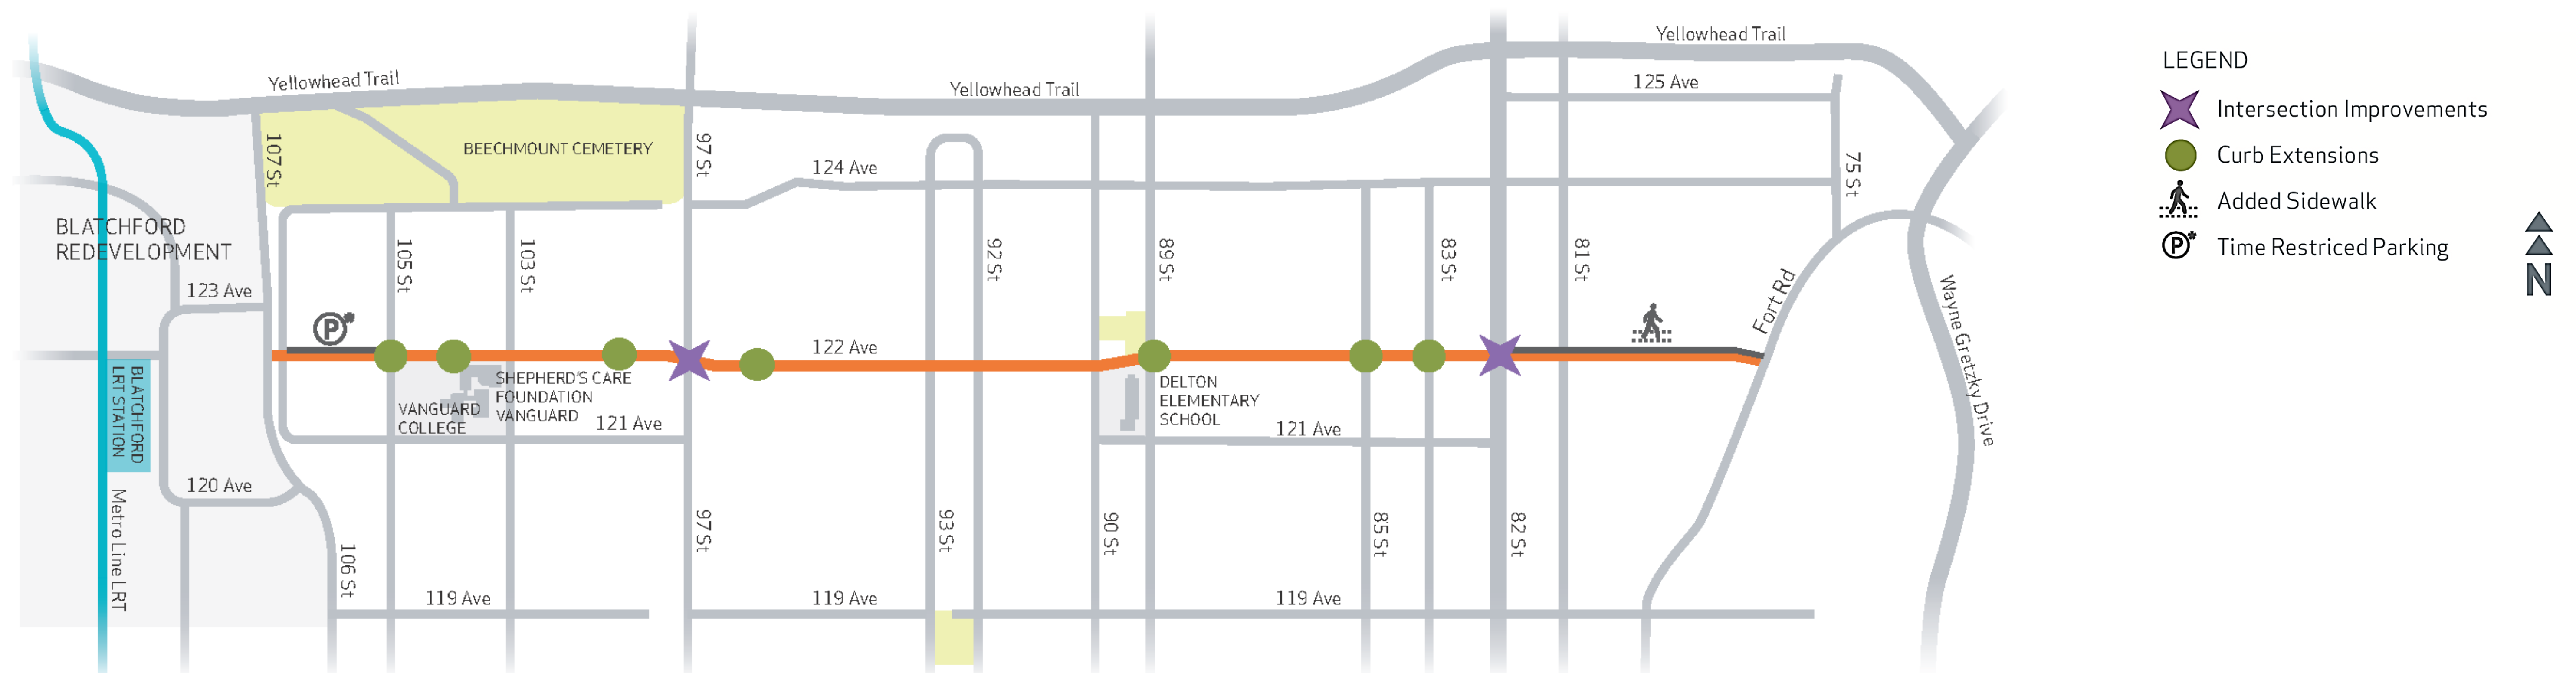 Yellowhead Trail
LEGEND
Yellowhead Trail
Yellowhead Trail
125 Ave
Intersection Improvements
107 St
BEECHMOUNT CEMETERY
97 St
124 Ave
75 St
Curb Extensions
Added Sidewalk
BLATCHFORD
REDEVELOPMENT
105 St
103 St
92 St
89 St
83 St
81 St
Time Restriced Parking
N
123 Ave
P*
P*
122 Ave
Fort Rd
Wayne Gretzky Drive
BLATCHFORD
LRT STATION
SHEPHERD'S CARE
FOUNDATION
VANGUARD
VANGUARD
COLLEGE
121 Ave
DELTON
ELEMENTARY
SCHOOL
121 Ave
120 Ave
Metro Line LRT
106 St
97 St
93 St
90 St
85 St
82 St
119 Ave
119 Ave
119 Ave